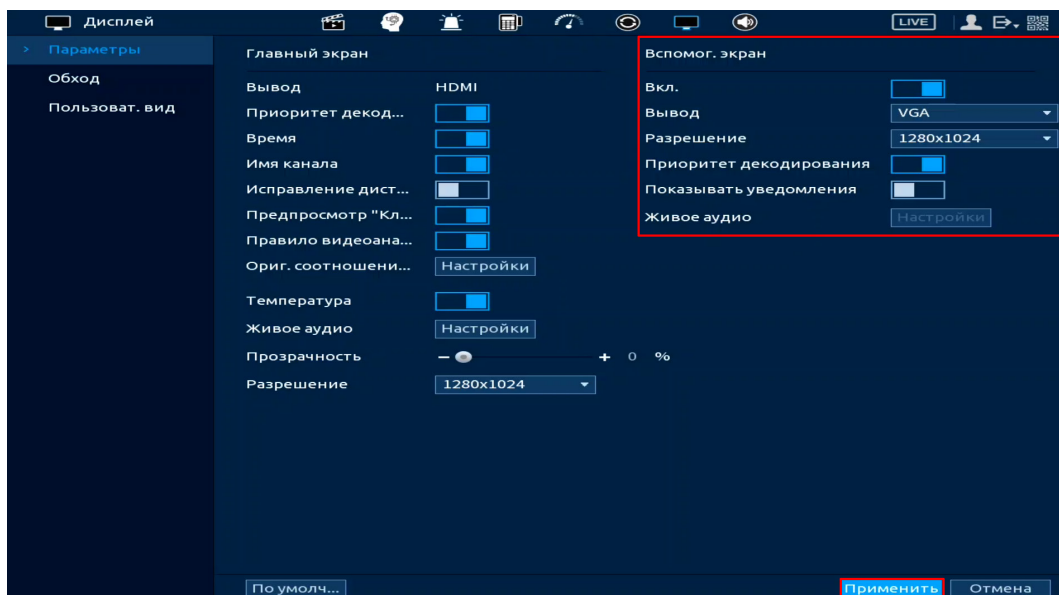 Дисплей
LIVE
Параметры
Обход
Пользоват. вид
Главный экран
Вывод HDMI
Приоритет декод...
Время
Имя канала
Исправление дист...
Предпросмотр "Кл...
Правило видеоана...
Ориг. соотношени... Настройки
Температура
Живое аудио Настройки
Прозрачность − + 0 %
Разрешение 1280x1024
Вспомог. экран
Вкл.
Вывод VGA
Разрешение 1280x1024
Приоритет декодирования
Показывать уведомления
Живое аудио Настройки
По умолч... Применить Отмена